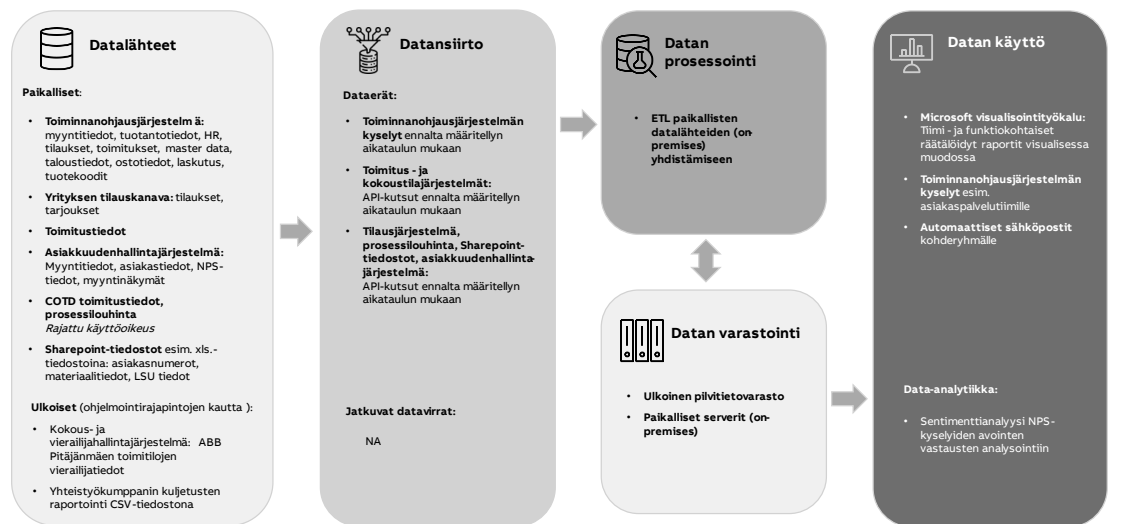 Datalähteet
Paikalliset:
• Toiminnanohjausjärjestelm ä:
myyntitiedot, tuotantotiedot, HR,
tilaukset, toimitukset, master data,
taloustiedot, ostotiedot, laskutus,
tuotekoodit
• Yrityksen tilauskanava: tilaukset,
tarjoukset
• Toimitustiedot
• Asiakkuudenhallintajärjestelmä:
Myyntitiedot, asiakastiedot, NPS-
tiedot, myyntinäkymät
• COTD toimitustiedot,
prosessilouhinta
Rajattu käyttöoikeus
• Sharepoint-tiedostot esim. xls.-
tiedostoina: asiakasnumerot,
materiaalitiedot, LSU tiedot
Ulkoiset (ohjelmointirajapintojen kautta ):
• Kokous- ja
vierailijahallintajärjestelmä: ABB
Pitäjänmäen toimitilojen
vierailijatiedot
• Yhteistyökumppanin kuljetusten
raportointi CSV-tiedostona
Datansiirto
Dataerät:
• Toiminnanohjausjärjestelmän
kyselyt ennalta määritellyn
aikataulun mukaan
• Toimitus - ja
kokoustilajärjestelmät:
API-kutsut ennalta määritellyn
aikataulun mukaan
• Tilausjärjestelmä,
prosessilouhinta, Sharepoint-
tiedostot, asiakkuudenhallinta-
järjestelmä:
API-kutsut ennalta määritellyn
aikataulun mukaan
Jatkuvat datavirrat:
NA
Datan
prosessointi
• ETL paikallisten
datalähteiden (on-
premises)
yhdistämiseen
Datan varastointi
• Ulkoinen pilvitietovarasto
• Paikalliset serverit (on-
premises)
Datan käyttö
• Microsoft visualisointityökalu:
Tiimi - ja funktiokohtaiset
räätälöidyt raportit visualisessa
muodossa
• Toiminnanohjausjärjestelmän
kyselyt esim.
asiakaspalvelutiimille
• Automaattiset sähköpostit
kohderyhmälle
Data-analytiikka:
• Sentimenttianalyysi NPS-
kyselyiden avointen
vastausten analysointiin